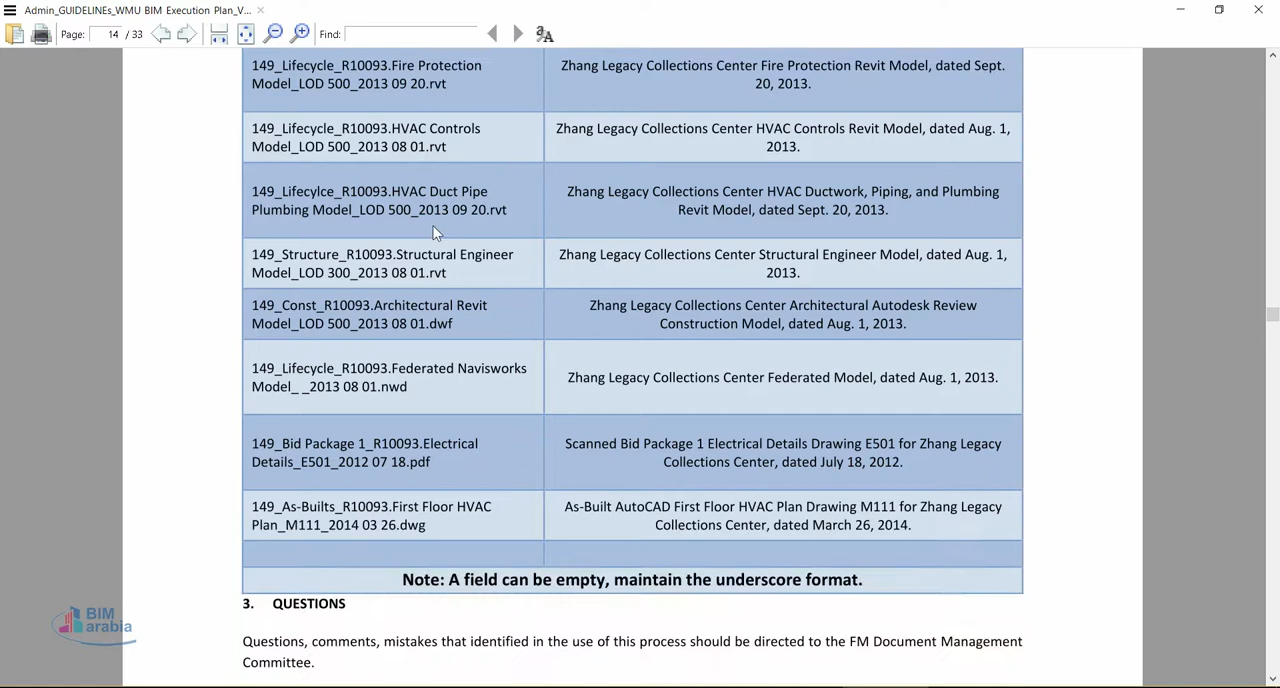 Admin_GUIDELINEs_WMU BIM Execution Plan_V...
Page: 14 / 33 Find:
149_Lifecycle_R10093.Fire Protection
Model_LOD 500_2013 09 20.rvt
Zhang Legacy Collections Center Fire Protection Revit Model, dated Sept.
20, 2013.
149_Lifecycle_R10093.HVAC Controls
Model_LOD 500_2013 08 01.rvt
Zhang Legacy Collections Center HVAC Controls Revit Model, dated Aug. 1,
2013.
149_Lifecylce_R10093.HVAC Duct Pipe
Plumbing Model_LOD 500_2013 09 20.rvt
Zhang Legacy Collections Center HVAC Ductwork, Piping, and Plumbing
Revit Model, dated Sept. 20, 2013.
149_Structure_R10093.Structural Engineer
Model_LOD 300_2013 08 01.rvt
Zhang Legacy Collections Center Structural Engineer Model, dated Aug. 1,
2013.
149_Const_R10093.Architectural Revit
Model_LOD 500_2013 08 01.dwf
Zhang Legacy Collections Center Architectural Autodesk Review
Construction Model, dated Aug. 1, 2013.
149_Lifecycle_R10093.Federated Navisworks
Model_ _2013 08 01.nwd
Zhang Legacy Collections Center Federated Model, dated Aug. 1, 2013.
149_Bid Package 1_R10093.Electrical
Details_E501_2012 07 18.pdf
Scanned Bid Package 1 Electrical Details Drawing E501 for Zhang Legacy
Collections Center, dated July 18, 2012.
149_As-Builts_R10093.First Floor HVAC
Plan_M111_2014 03 26.dwg
As-Built AutoCAD First Floor HVAC Plan Drawing M111 for Zhang Legacy
Collections Center, dated March 26, 2014.
Note: A field can be empty, maintain the underscore format.
3. QUESTIONS
BIM
arabia
Questions, comments, mistakes that identified in the use of this process should be directed to the FM Document Management
Committee.